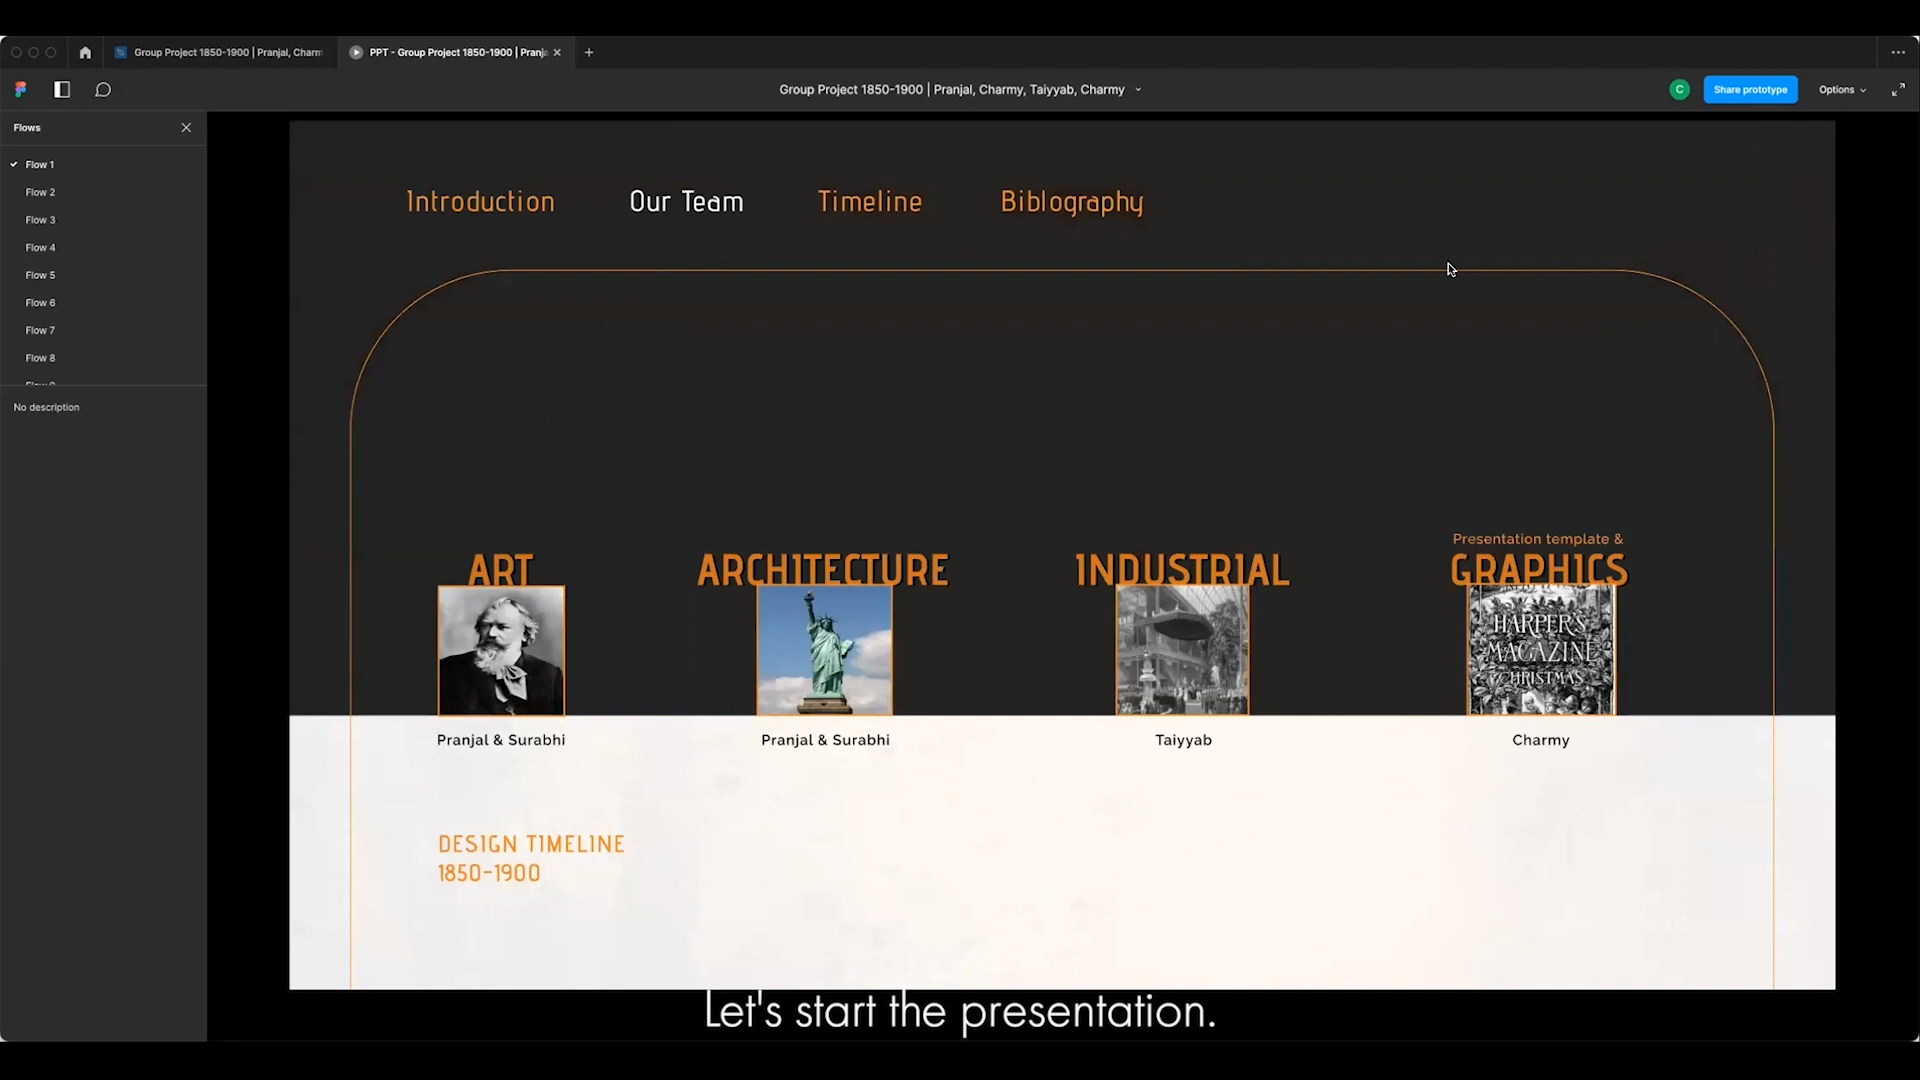 Group Project 1850-1900 | Pranjal, Charm
PPT - Group Project 1850-1900 | Pranja
Group Project 1850-1900 | Pranjal, Charmy, Taiyyab, Charmy
C
Share prototype
Options
Flows
Flow 1
Flow 2
Flow 3
Flow 4
Flow 5
Flow 6
Flow 7
Flow 8
No description
Introduction
Our Team
Timeline
Biblography
ART
ARCHITECTURE
INDUSTRIAL
Presentation template &
GRAPHICS
HARPER'S
MAGAZINE
CHRISTMAS
Pranjal & Surabhi
Pranjal & Surabhi
Taiyyab
Charmy
DESIGN TIMELINE
1850-1900
Let's start the presentation.